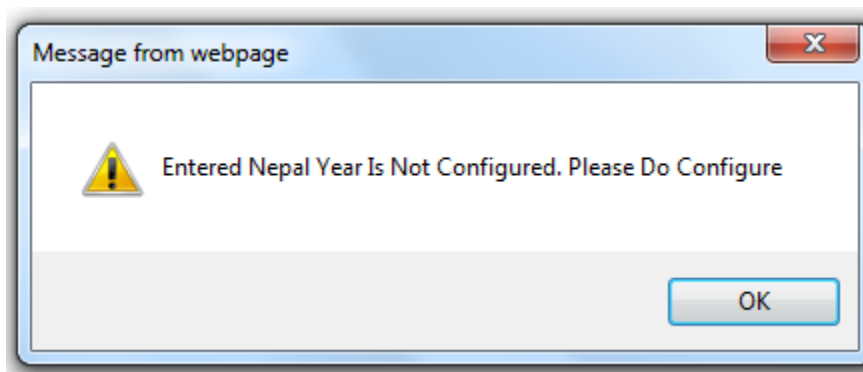 Message from webpage
Entered Nepal Year Is Not Configured. Please Do Configure
OK